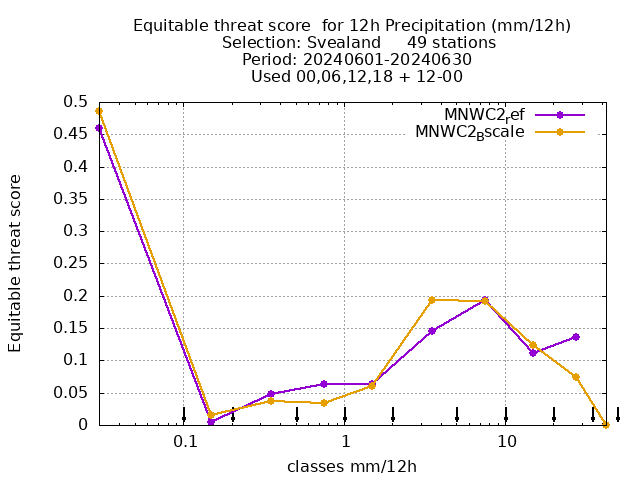 Equitable threat score  for 12h Precipitation (mm/12h)
Selection: Svealand     49 stations
Period: 20240601-20240630
Used 00,06,12,18 + 12-00
MNWC2_ref
MNWC2_Bscale
0.5
0.45
0.4
0.35
0.3
0.25
0.2
0.15
0.1
0.05
0
Equitable threat score
0.1 1 10
classes mm/12h